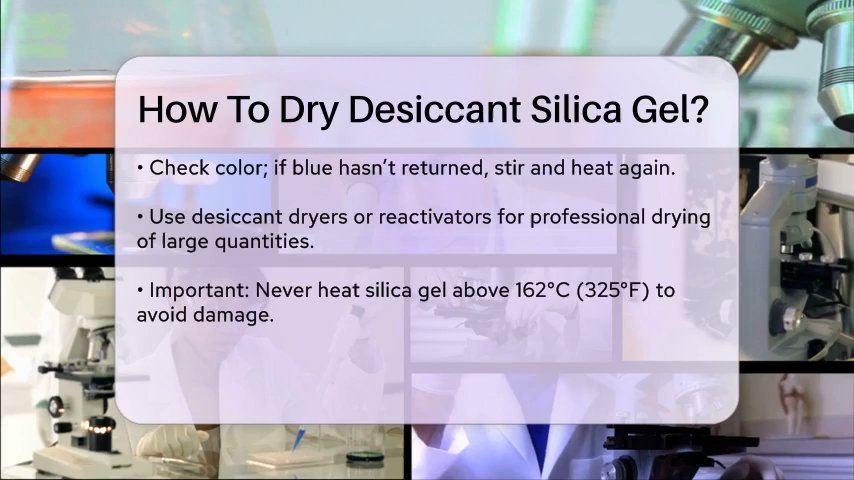 How To Dry Desiccant Silica Gel?
• Check color; if blue hasn’t returned, stir and heat again.
• Use desiccant dryers or reactivators for professional drying
of large quantities.
• Important: Never heat silica gel above 162°C (325°F) to
avoid damage.